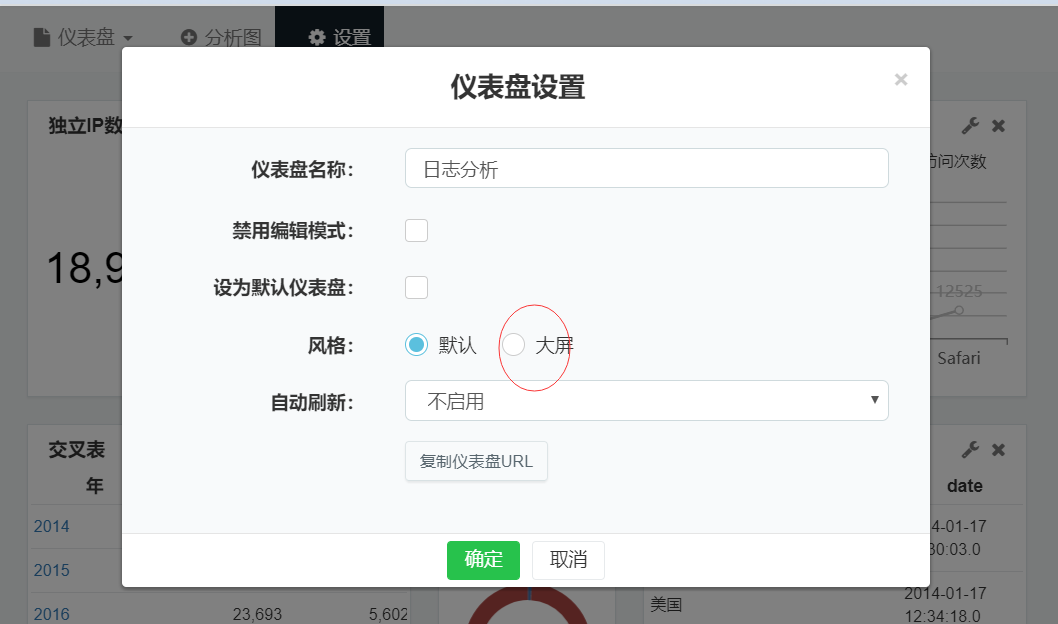 仪表盘 分析图 设置
仪表盘设置
×
独立IP数
访问次数
仪表盘名称： 日志分析
禁用编辑模式：
设为默认仪表盘：
18,9
12525
风格： 默认 大屏
Safari
自动刷新： 不启用
交叉表
复制仪表盘URL
年
date
2014
4-01-17
30:03.0
2015
确定 取消
美国
2014-01-17
12:34:18.0
2016 23,693 5,602